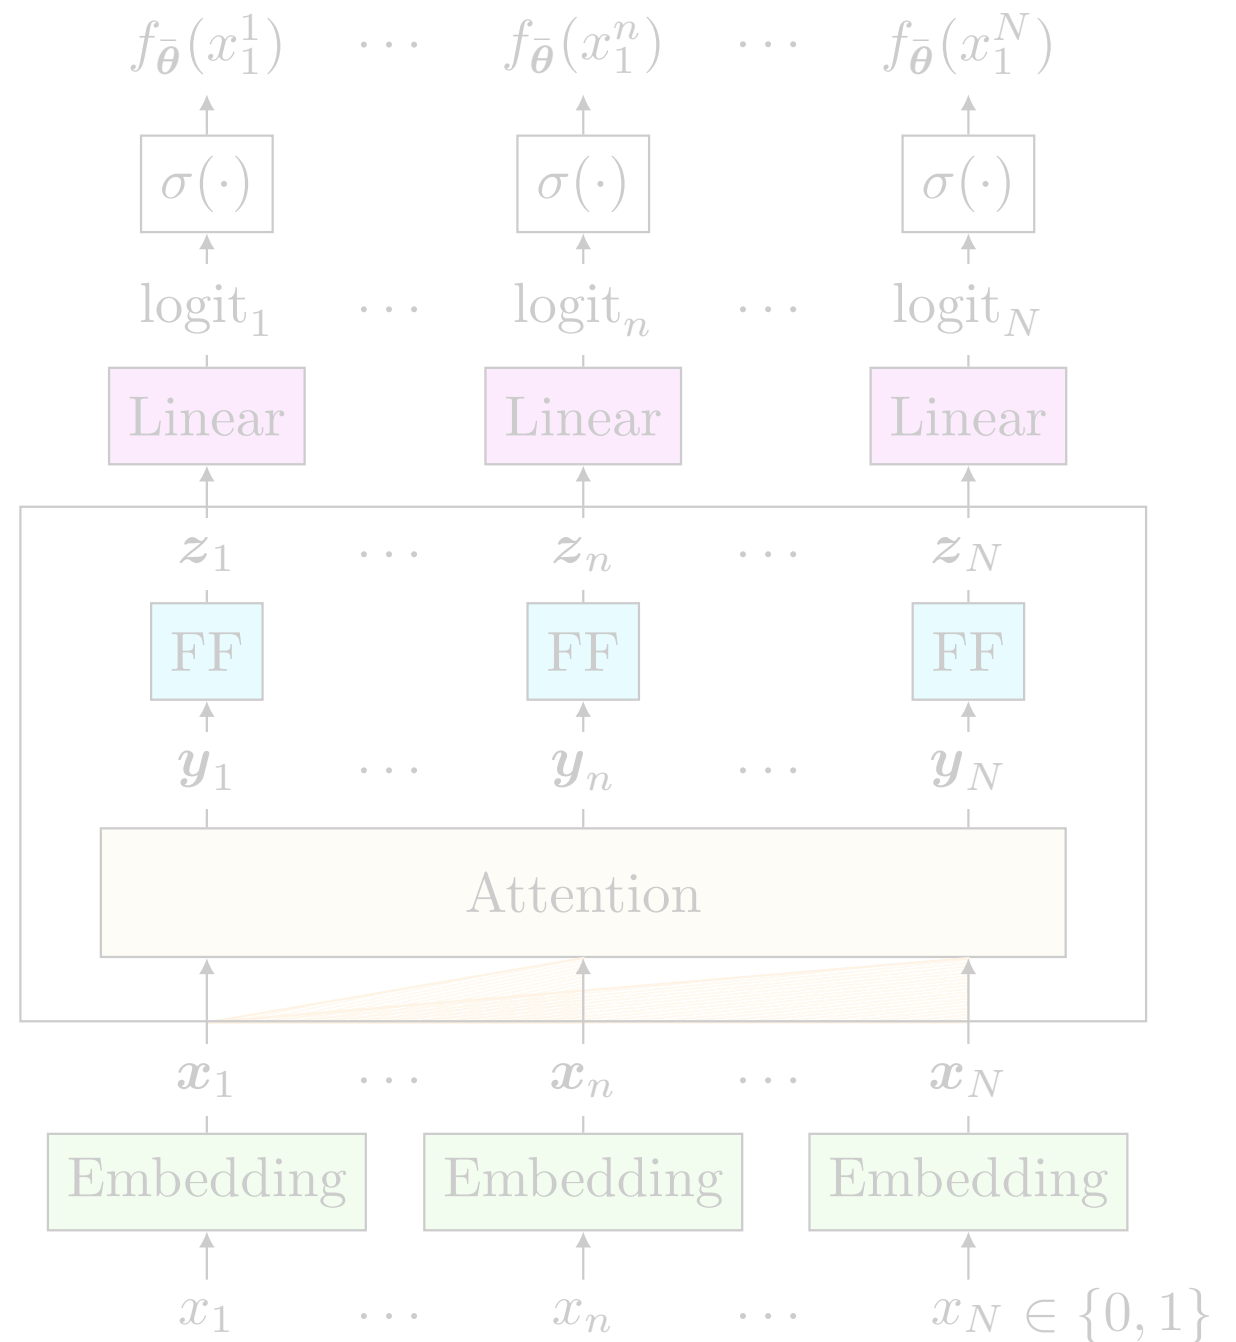 f_θ̄(x_1^1) ⋯ f_θ̄(x_1^n) ⋯ f_θ̄(x_1^N)
σ(·) σ(·) σ(·)
logit_1 ⋯ logit_n ⋯ logit_N
Linear Linear Linear
z_1 ⋯ z_n ⋯ z_N
FF FF FF
y_1 ⋯ y_n ⋯ y_N
Attention
x_1 ⋯ x_n ⋯ x_N
Embedding Embedding Embedding
x_1 ⋯ x_n ⋯ x_N ∈ {0, 1}